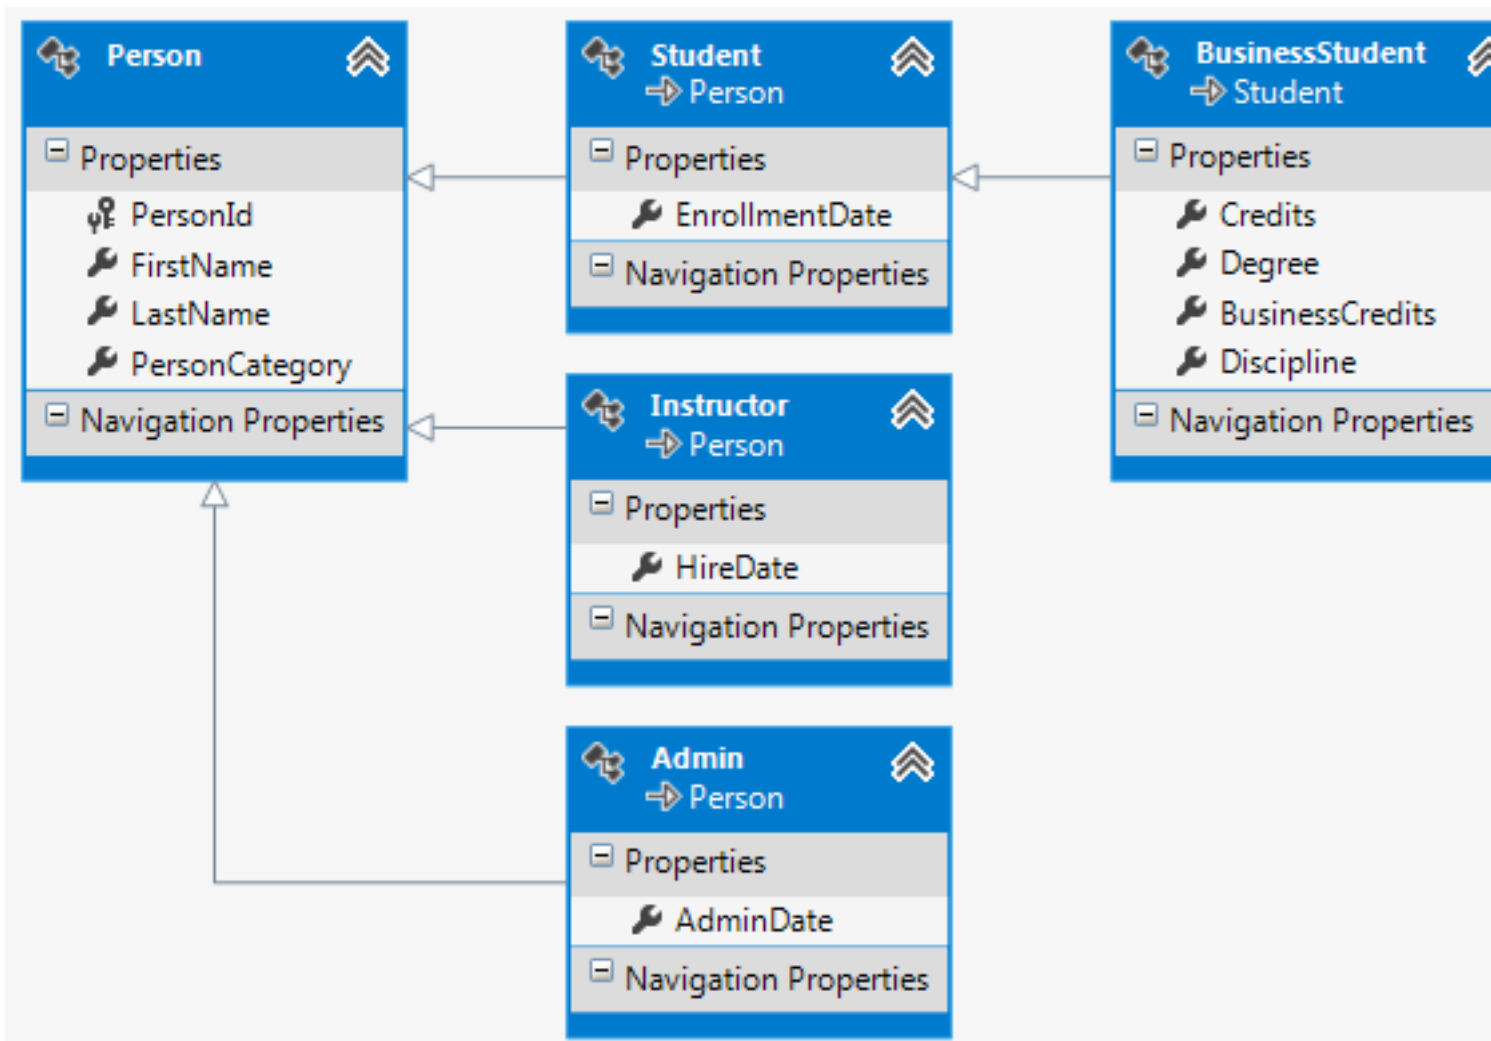 Person
Properties
PersonId
FirstName
LastName
PersonCategory
Navigation Properties
Student
Person
Properties
EnrollmentDate
Navigation Properties
Instructor
Person
Properties
HireDate
Navigation Properties
Admin
Person
Properties
AdminDate
Navigation Properties
BusinessStudent
Student
Properties
Credits
Degree
BusinessCredits
Discipline
Navigation Properties